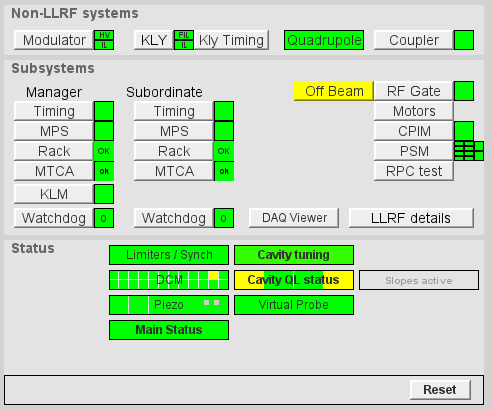 Non-LLRF systems
Modulator HV IL KLY FIL IL Kly Timing Quadrupole Coupler
Subsystems
Manager Subordinate Off Beam RF Gate
Timing Timing Motors
MPS MPS CPIM
Rack OK Rack OK PSM
MTCA ok MTCA ok RPC test
KLM
Watchdog 0 Watchdog 0 DAQ Viewer LLRF details
Status
Limiters / Synch Cavity tuning
DCM Cavity QL status Slopes active
Piezo Virtual Probe
Main Status
Reset